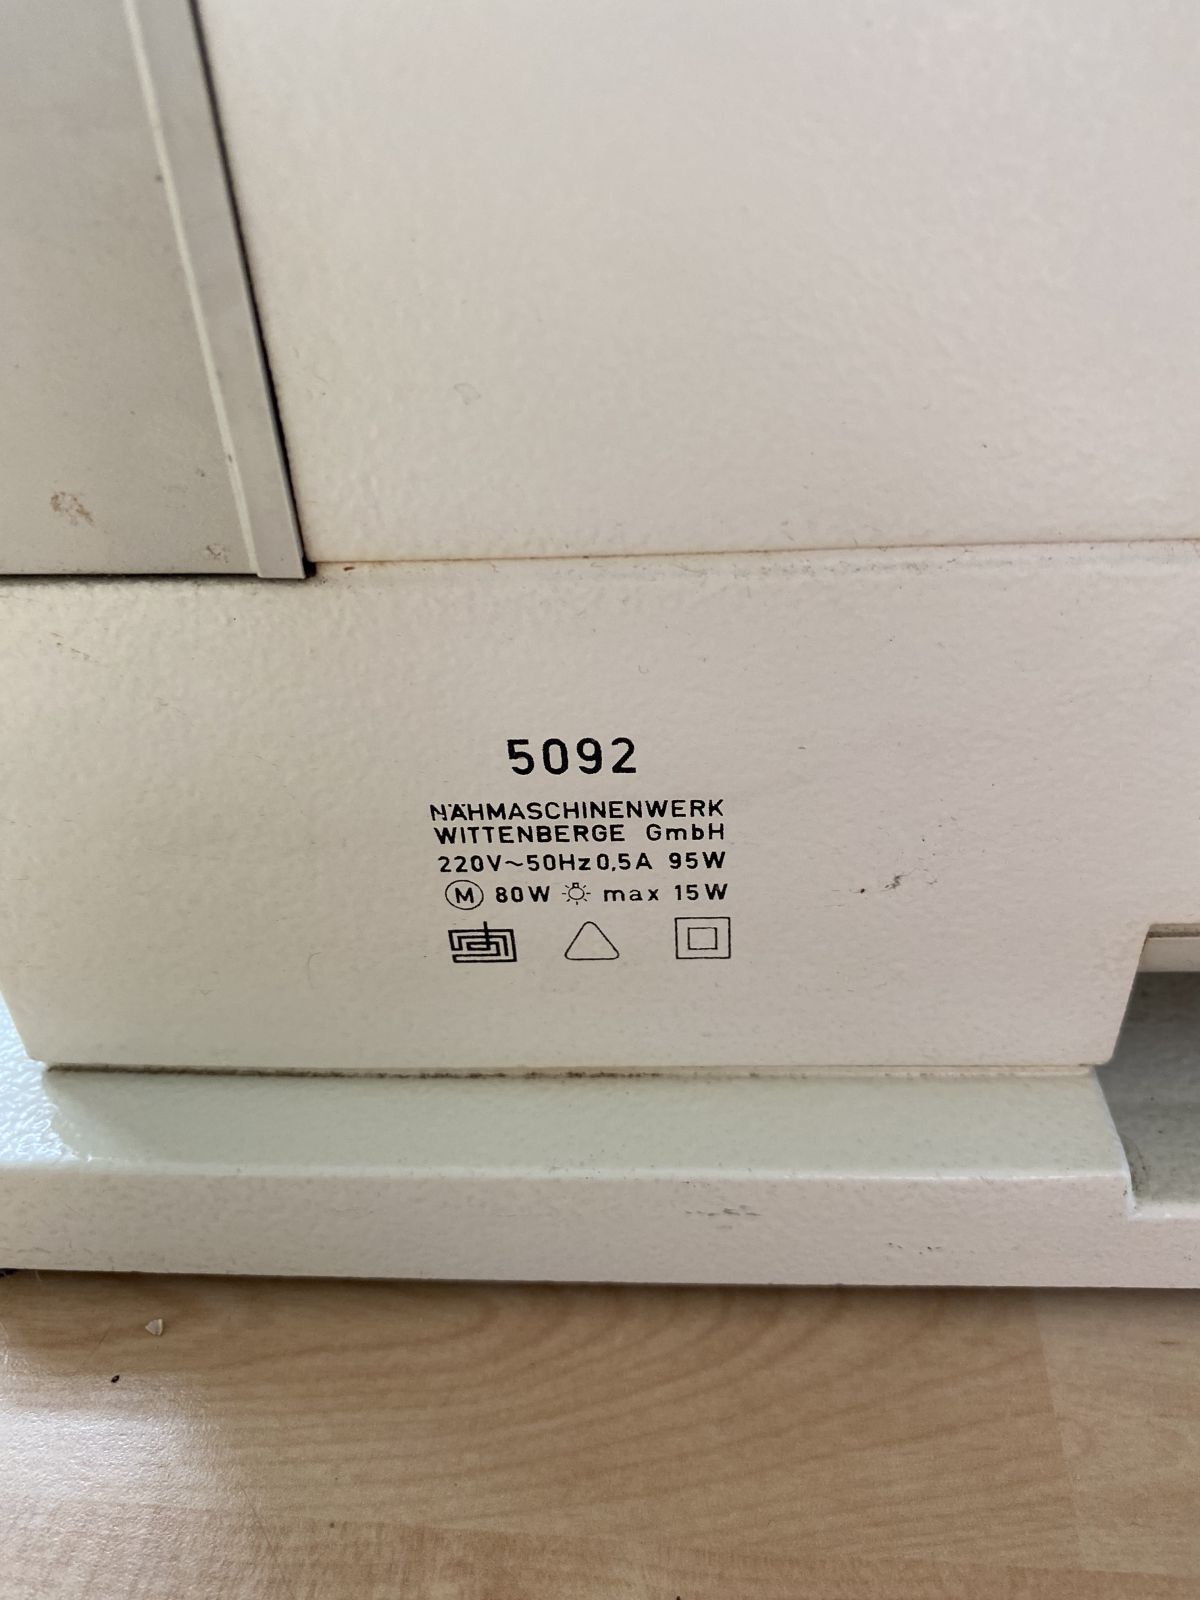 5092
NÄHMASCHINENWERK
WITTENBERGE GmbH
220V~50Hz 0,5A 95W
M 80W max 15W